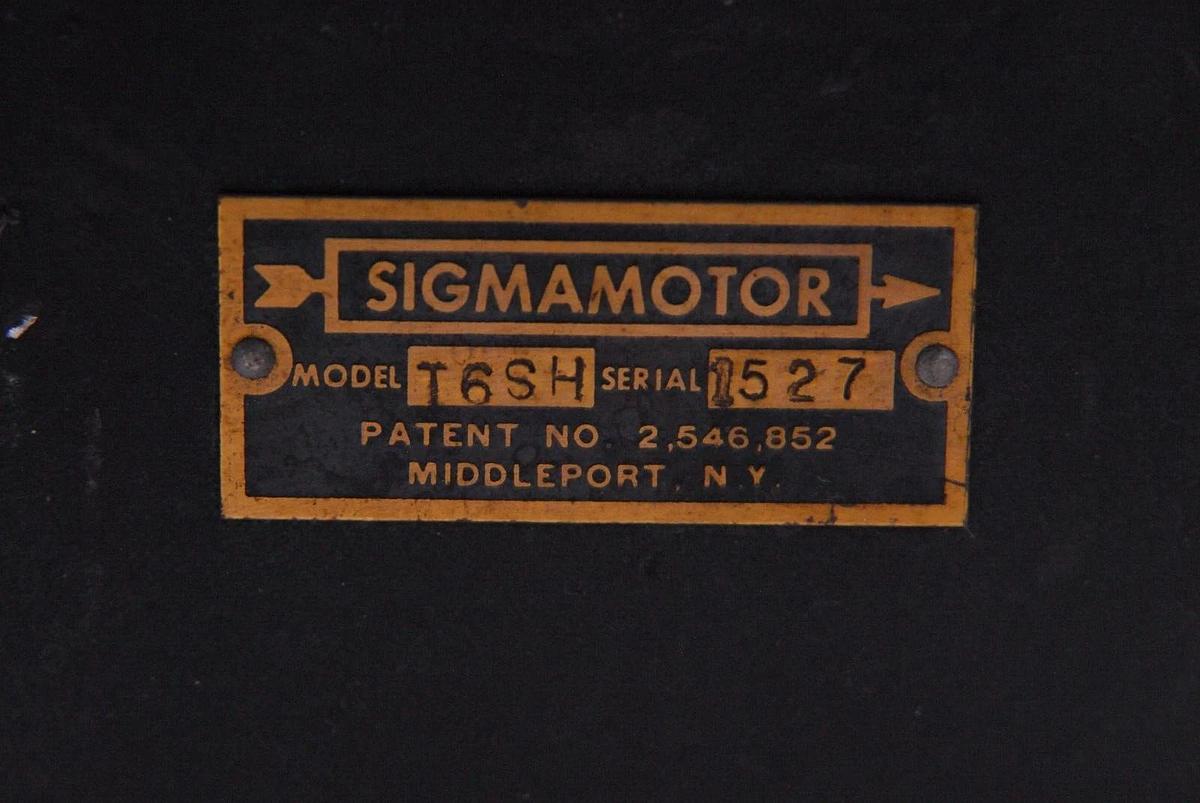 SIGMAMOTOR
MODEL T6SH SERIAL 1527
PATENT NO. 2,546,852
MIDDLEPORT, N.Y.